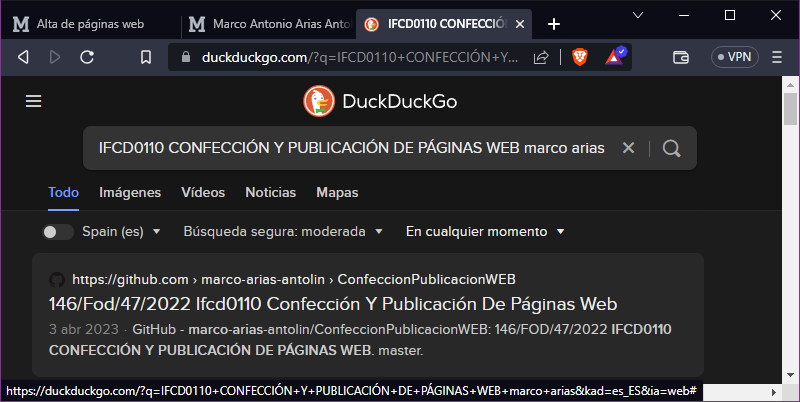 Alta de páginas web
Marco Antonio Arias Anto
IFCD0110 CONFECCIÓN
duckduckgo.com/?q=IFCD0110+CONFECCIÓN+Y...
VPN
DuckDuckGo
IFCD0110 CONFECCIÓN Y PUBLICACIÓN DE PÁGINAS WEB marco arias
Todo Imágenes Vídeos Noticias Mapas
Spain (es) Búsqueda segura: moderada En cualquier momento
https://github.com › marco-arias-antolin › ConfeccionPublicacionWEB
146/Fod/47/2022 Ifcd0110 Confección Y Publicación De Páginas Web
3 abr 2023 · GitHub - marco-arias-antolin/ConfeccionPublicacionWEB: 146/FOD/47/2022 IFCD0110
CONFECCIÓN Y PUBLICACIÓN DE PÁGINAS WEB. master.
https://duckduckgo.com/?q=IFCD0110+CONFECCIÓN+Y+PUBLICACIÓN+DE+PÁGINAS+WEB+marco+arias&kad=es_ES&ia=web#